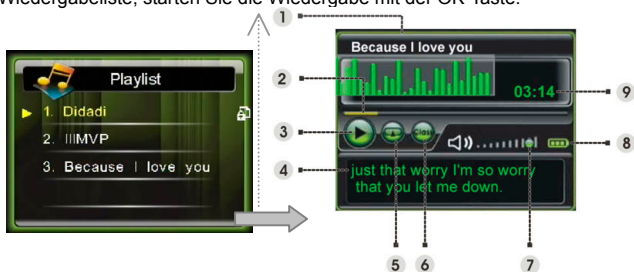 Wiedergabeliste, starten Sie die Wiedergabe mit der OK-Taste.
Playlist
1. Didadi
2. IIIMVP
3. Because I love you
1
Because I love you
2
03:14
9
3
Class
8
4
just that worry I'm so worry
that you let me down.
5 6 7